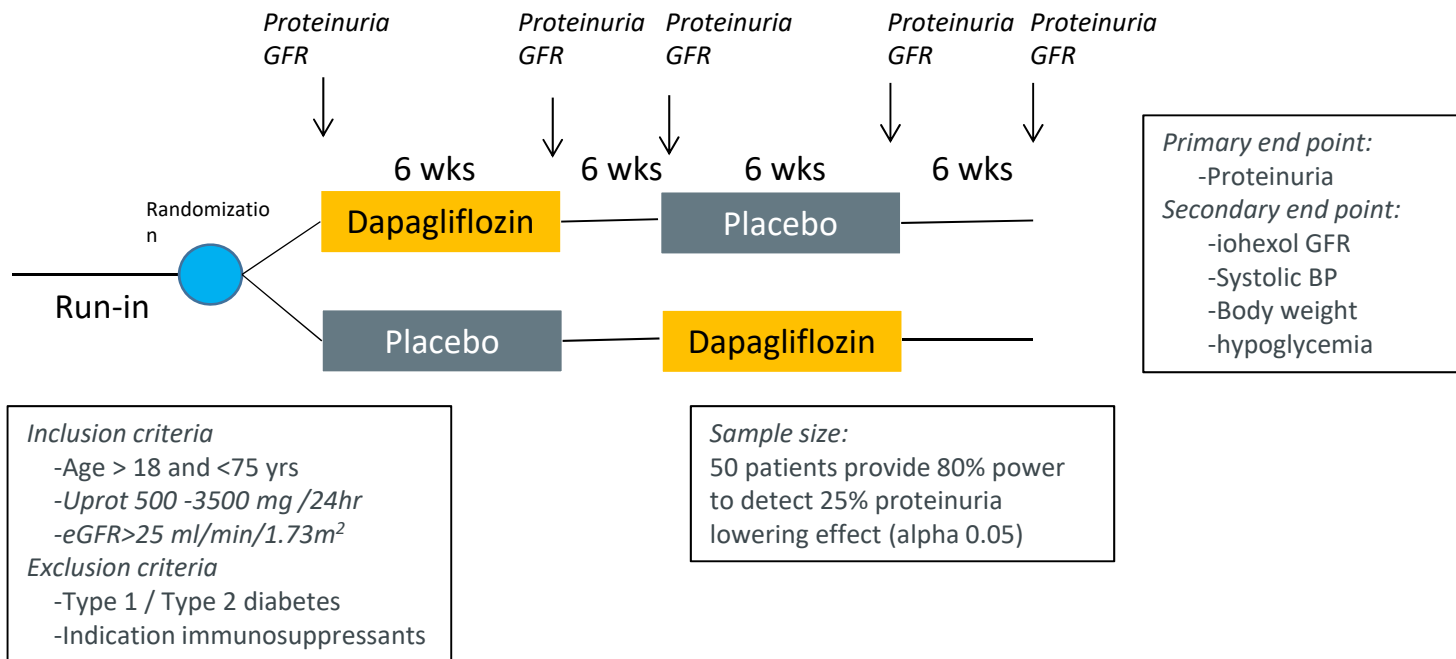 Proteinuria
GFR
Proteinuria
GFR
Proteinuria
GFR
Proteinuria
GFR
Proteinuria
GFR
6 wks
6 wks
6 wks
6 wks
Randomizatio
n
Dapagliflozin
Placebo
Run-in
Placebo
Dapagliflozin
Primary end point:
-Proteinuria
Secondary end point:
-iohexol GFR
-Systolic BP
-Body weight
-hypoglycemia
Inclusion criteria
-Age > 18 and <75 yrs
-Uprot 500 -3500 mg /24hr
-eGFR>25 ml/min/1.73m²
Exclusion criteria
-Type 1 / Type 2 diabetes
-Indication immunosuppressants
Sample size:
50 patients provide 80% power
to detect 25% proteinuria
lowering effect (alpha 0.05)